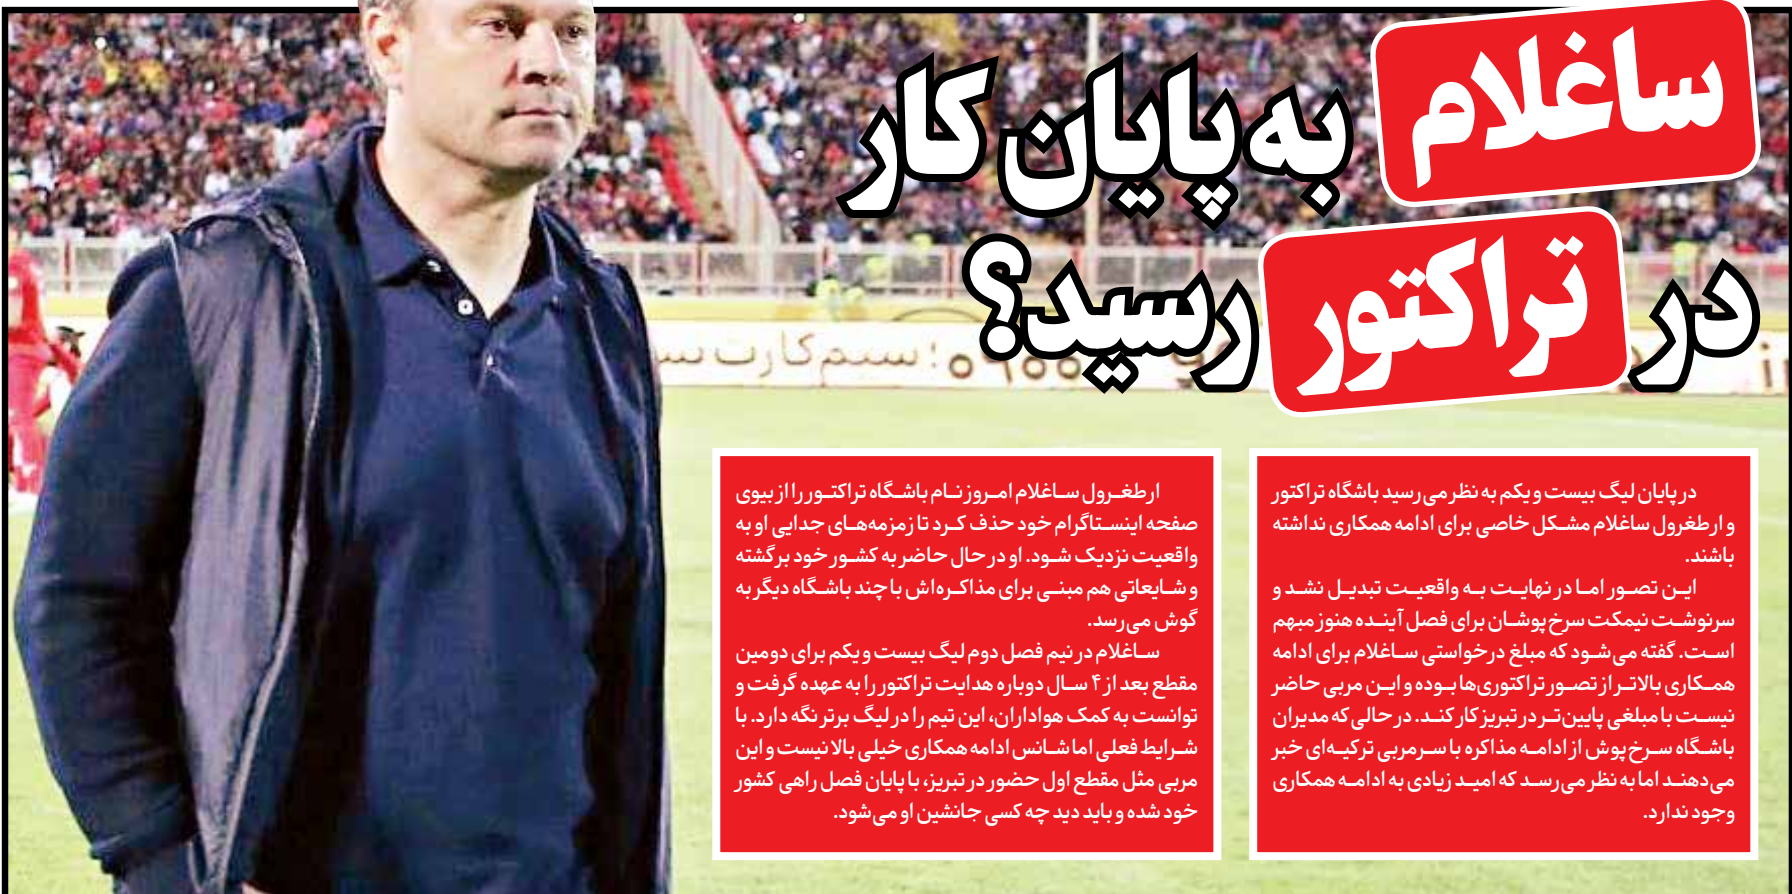 ساغلام به پایان کار
در تراکتور رسید؟
در پایان لیگ بیست و یکم به نظر می‌رسید باشگاه تراکتور
و ارطغرول ساغلام مشکل خاصی برای ادامه همکاری نداشته
باشند.
این تصور اما در نهایت به واقعیت تبدیل نشد و
سرنوشت نیمکت سرخ‌پوشان برای فصل آینده هنوز مبهم
است. گفته می‌شود که مبلغ درخواستی ساغلام برای ادامه
همکاری بالاتر از تصور تراکتوری‌ها بوده و این مربی حاضر
نیست با مبلغی پایین‌تر در تبریز کار کند. در حالی که مدیران
باشگاه سرخ‌پوش از ادامه مذاکره با سرمربی ترکیه‌ای خبر
می‌دهند اما به نظر می‌رسد که امید زیادی به ادامه همکاری
وجود ندارد.
ارطغرول ساغلام امروز نام باشگاه تراکتور را از بیوی
صفحه اینستاگرام خود حذف کرد تا زمزمه‌های جدایی او به
واقعیت نزدیک شود. او در حال حاضر به کشور خود برگشته
و شایعاتی هم مبنی برای مذاکره‌اش با چند باشگاه دیگر به
گوش می‌رسد.
ساغلام در نیم فصل دوم لیگ بیست و یکم برای دومین
مقطع بعد از ۴ سال دوباره هدایت تراکتور را به عهده گرفت و
توانست به کمک هواداران، این تیم را در لیگ برتر نگه دارد. با
شرایط فعلی اما شانس ادامه همکاری خیلی بالا نیست و این
مربی مثل مقطع اول حضور در تبریز، با پایان فصل راهی کشور
خود شده و باید دید چه کسی جانشین او می‌شود.
سیم کارت